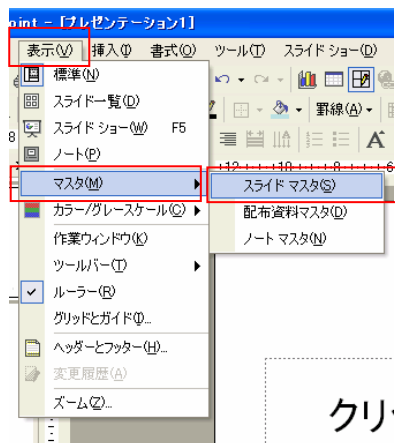 point - [プレゼンテーション1]
表示(V) 挿入(I) 書式(O) ツール(T) スライド ショー(D)
標準(N)
スライド一覧(D)
スライド ショー(W) F5
ノート(P)
マスタ(M)
カラー/グレースケール(C)
作業ウィンドウ(K)
ツールバー(T)
ルーラー(R)
グリッドとガイド(I)...
ヘッダーとフッター(H)...
変更履歴(A)
ズーム(Z)...
罫線(A)
A
8
12 10 8 6
スライド マスタ(S)
配布資料マスタ(D)
ノート マスタ(N)
クリ